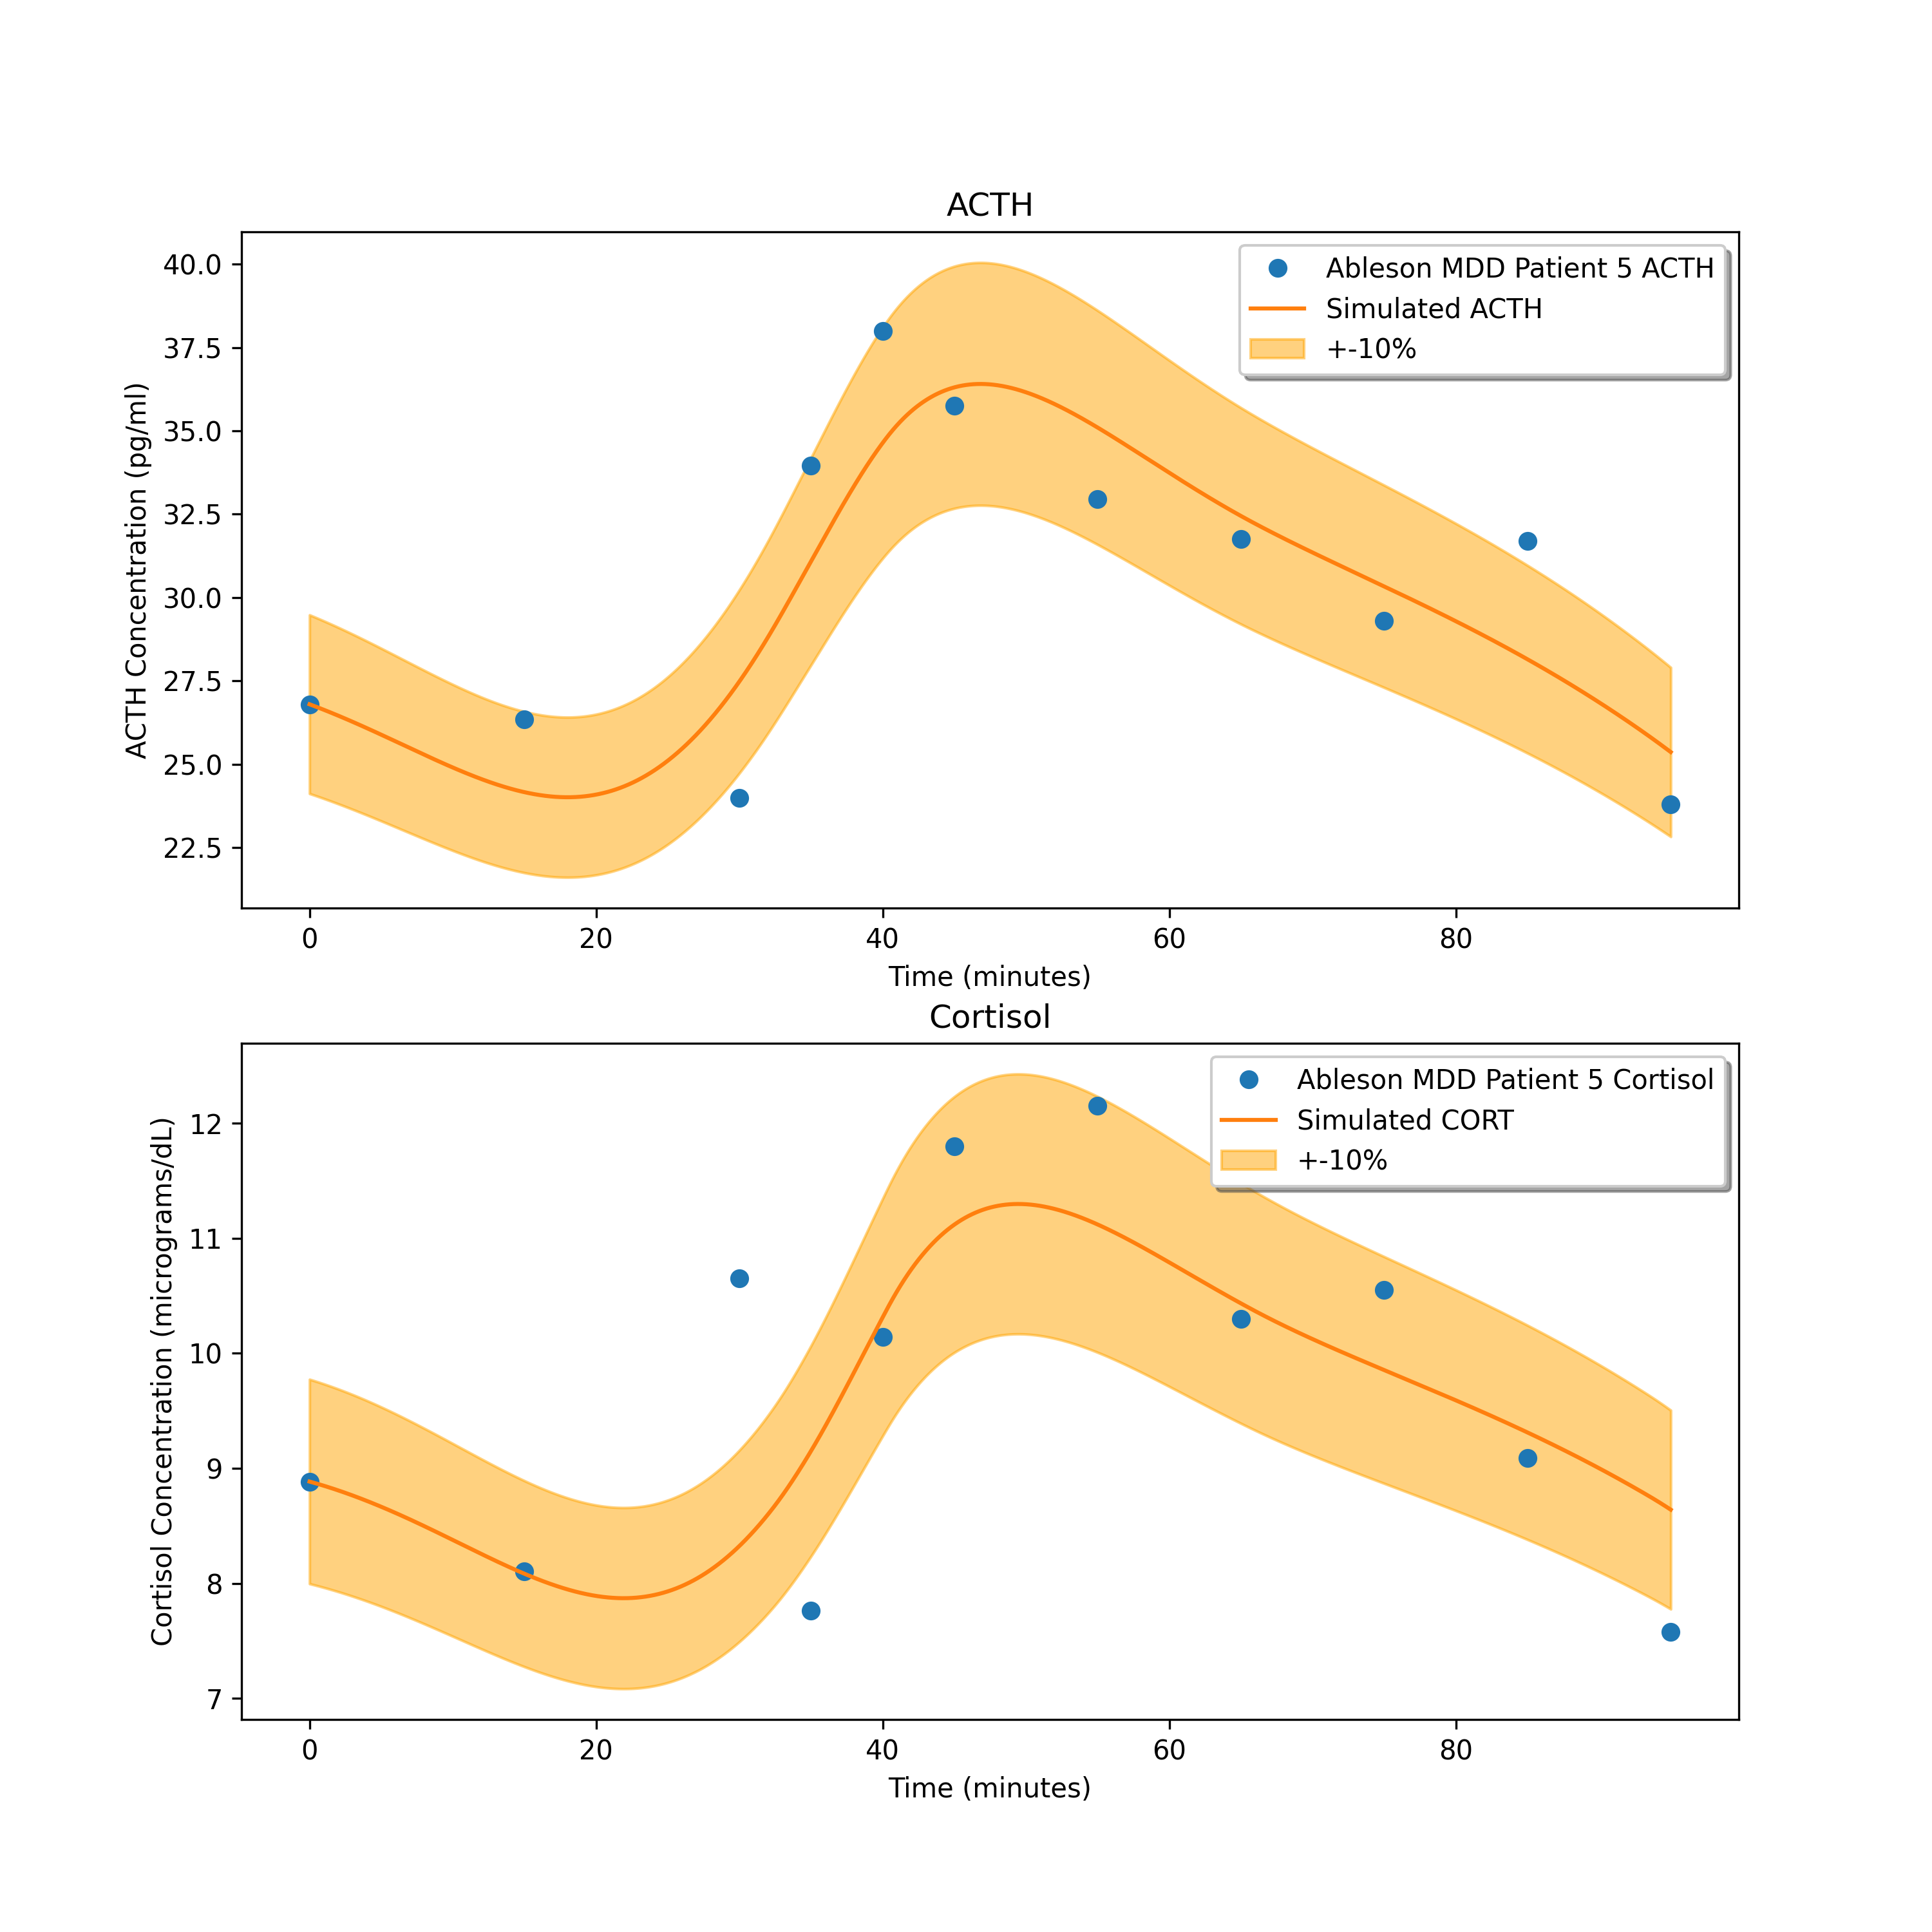 ACTH
40.0
37.5
35.0
32.5
30.0
27.5
25.0
22.5
ACTH Concentration (pg/ml)
Ableson MDD Patient 5 ACTH
Simulated ACTH
+-10%
0 20 40 60 80
Time (minutes)
Cortisol
12
11
10
9
8
7
Cortisol Concentration (micrograms/dL)
Ableson MDD Patient 5 Cortisol
Simulated CORT
+-10%
0 20 40 60 80
Time (minutes)